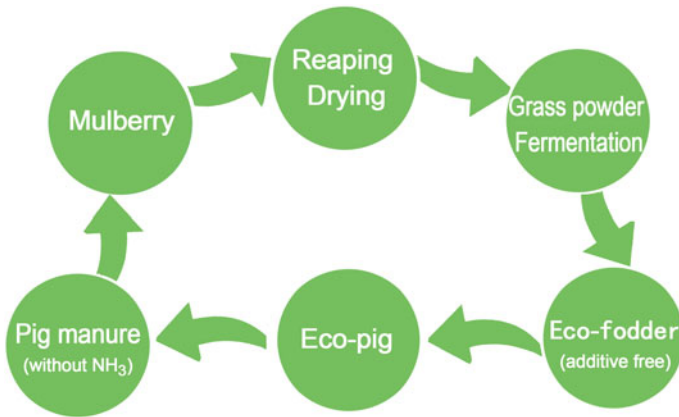 Mulberry
Reaping
Drying
Grass powder
Fermentation
Eco-fodder
(additive free)
Eco-pig
Pig manure
(without NH₃)